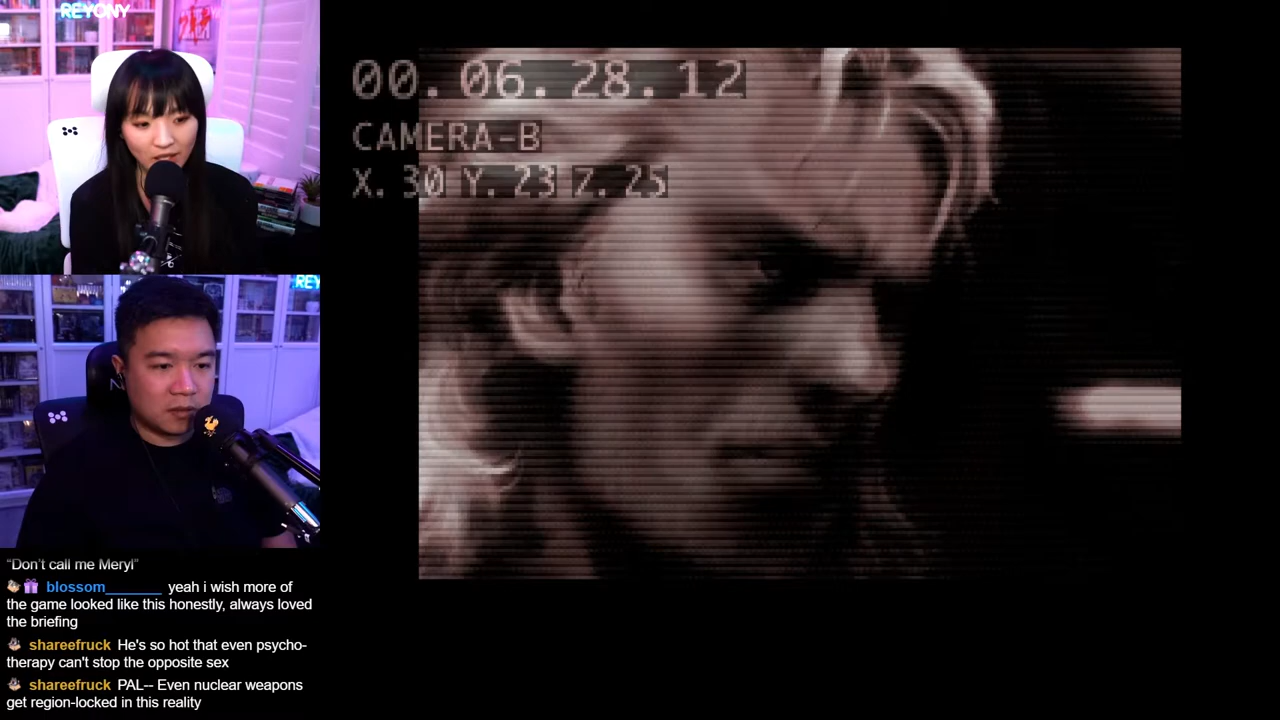 REYONY
00.06.28.12
CAMERA-B
X. 30 Y. 23 Z. 25
REY
“Don't call me Meryl”
blossom_______ yeah i wish more of
the game looked like this honestly, always loved
the briefing
shareefruck He's so hot that even psycho-
therapy can't stop the opposite sex
shareefruck PAL-- Even nuclear weapons
get region-locked in this reality